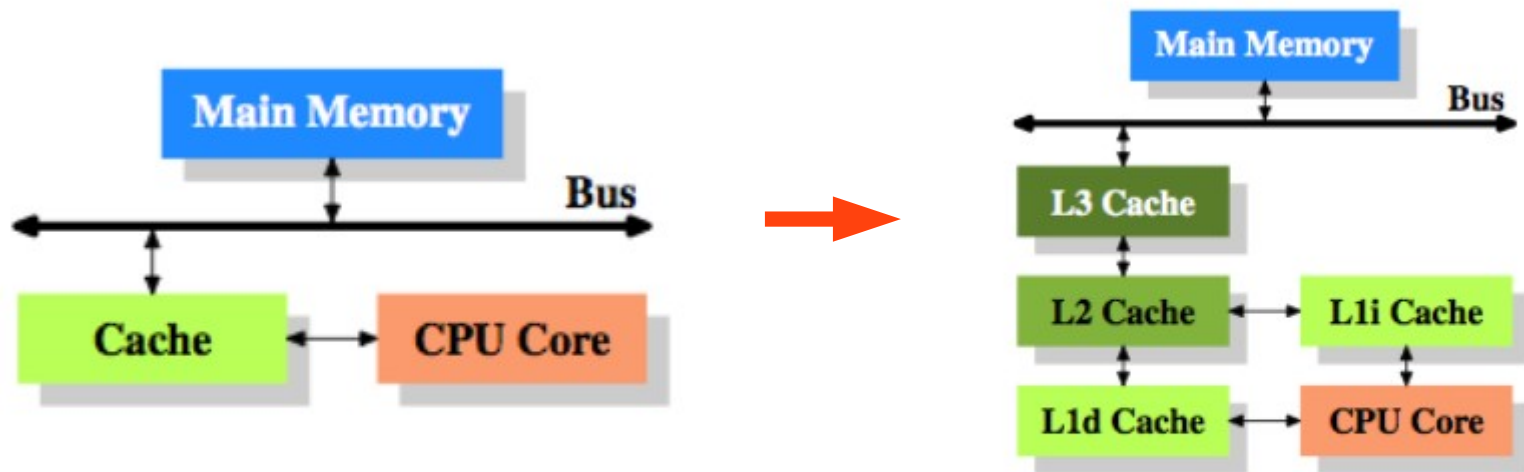 Main Memory
Bus
Cache
CPU Core
Main Memory
Bus
L3 Cache
L2 Cache
L1i Cache
L1d Cache
CPU Core